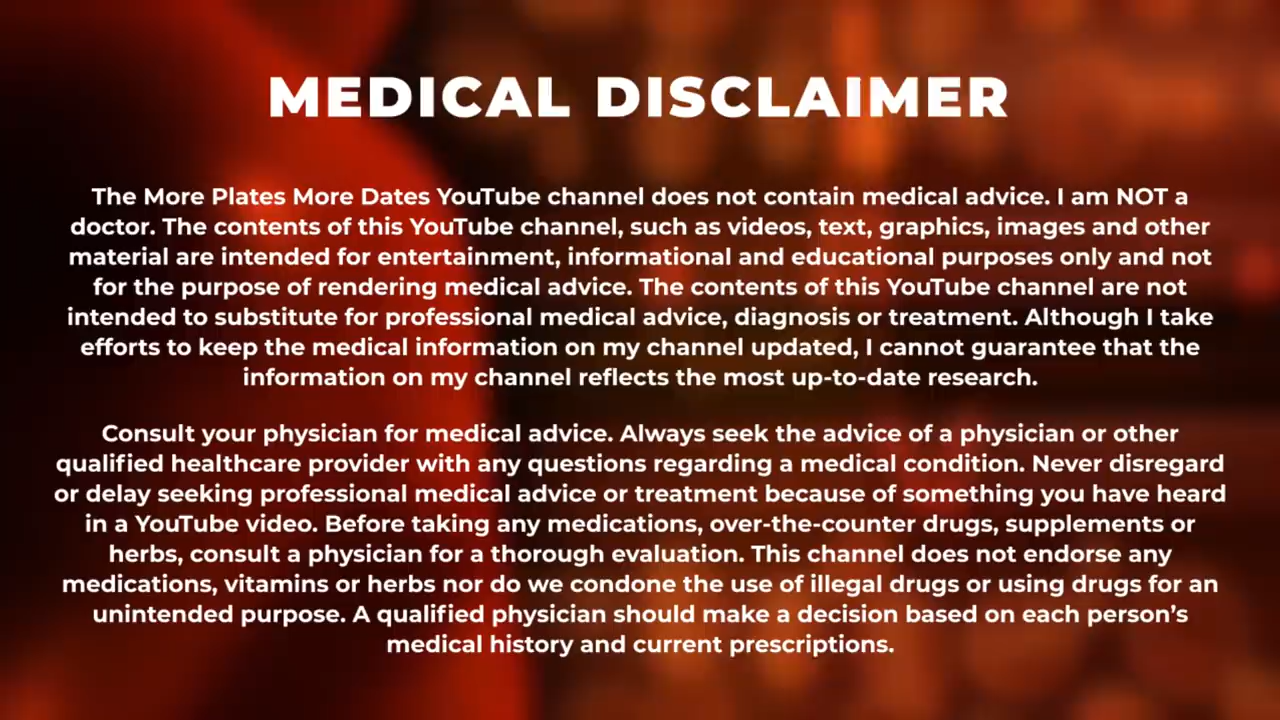 MEDICAL DISCLAIMER
The More Plates More Dates YouTube channel does not contain medical advice. I am NOT a
doctor. The contents of this YouTube channel, such as videos, text, graphics, images and other
material are intended for entertainment, informational and educational purposes only and not
for the purpose of rendering medical advice. The contents of this YouTube channel are not
intended to substitute for professional medical advice, diagnosis or treatment. Although I take
efforts to keep the medical information on my channel updated, I cannot guarantee that the
information on my channel reflects the most up-to-date research.
Consult your physician for medical advice. Always seek the advice of a physician or other
qualified healthcare provider with any questions regarding a medical condition. Never disregard
or delay seeking professional medical advice or treatment because of something you have heard
in a YouTube video. Before taking any medications, over-the-counter drugs, supplements or
herbs, consult a physician for a thorough evaluation. This channel does not endorse any
medications, vitamins or herbs nor do we condone the use of illegal drugs or using drugs for an
unintended purpose. A qualified physician should make a decision based on each person’s
medical history and current prescriptions.